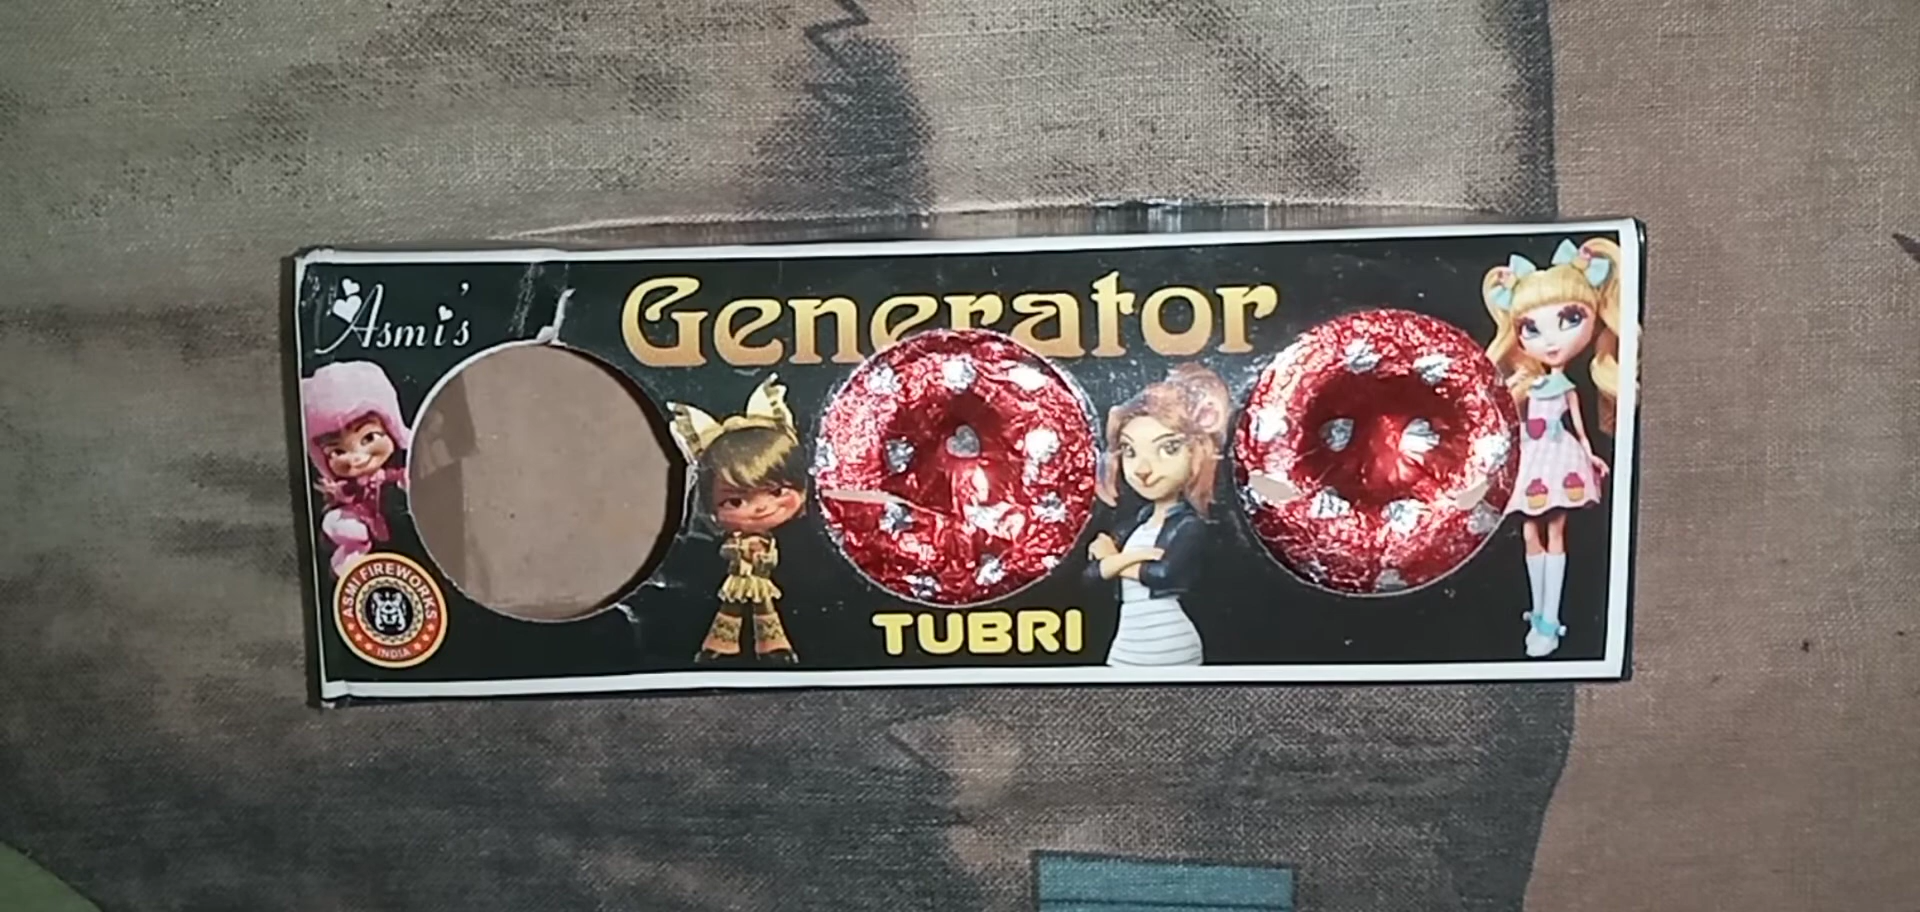 Asmi's
Generator
TUBRI
ASMI FIREWORKS
INDIA